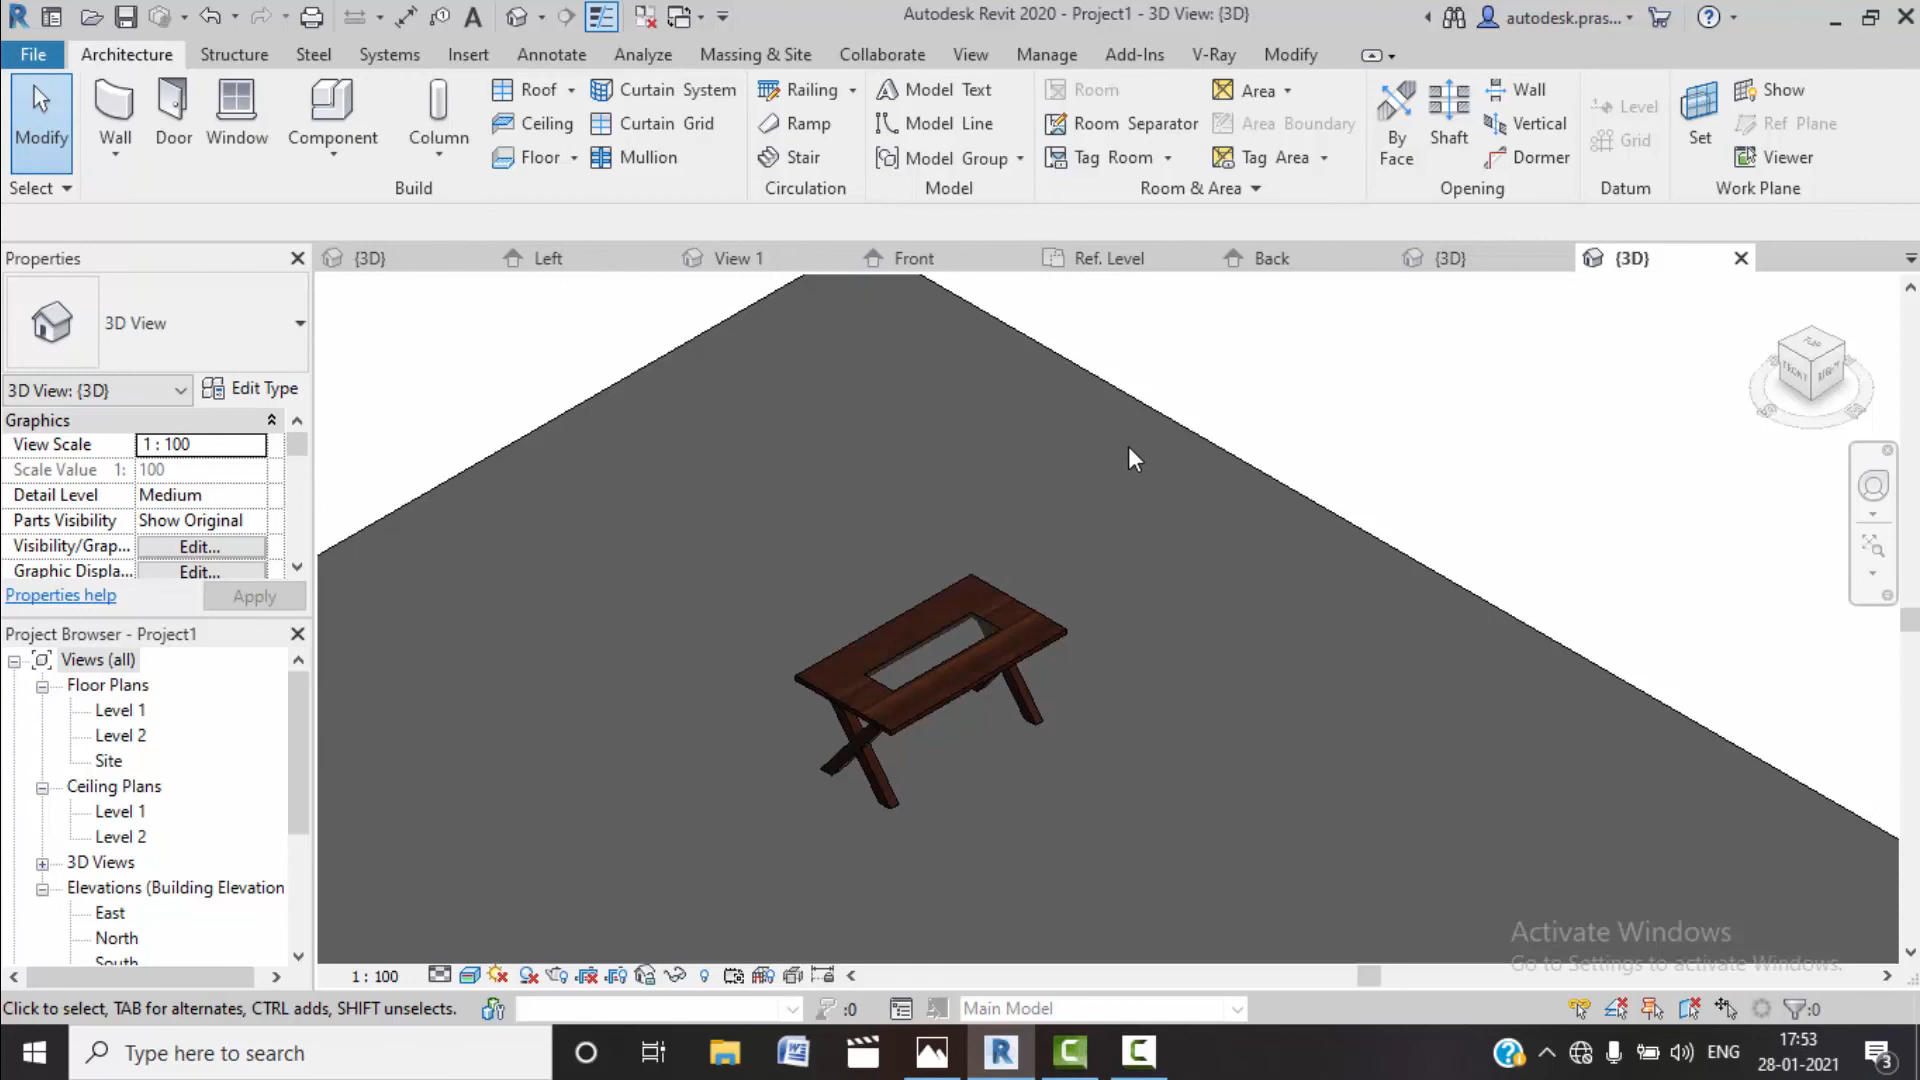 Autodesk Revit 2020 - Project1 - 3D View: {3D}
autodesk.pras...
File Architecture Structure Steel Systems Insert Annotate Analyze Massing & Site Collaborate View Manage Add-Ins V-Ray Modify
Modify
Select
Wall
Door
Window
Component
Column
Roof
Ceiling
Floor
Curtain System
Curtain Grid
Mullion
Build
Railing
Ramp
Stair
Circulation
Model Text
Model Line
Model Group
Model
Room
Room Separator
Tag Room
Area
Area Boundary
Tag Area
Room & Area
By Face
Shaft
Wall
Vertical
Dormer
Opening
Level
Grid
Datum
Set
Show
Ref Plane
Viewer
Work Plane
Properties
{3D} Left View 1 Front Ref. Level Back {3D} {3D}
3D View
3D View: {3D} Edit Type
Graphics
View Scale 1 : 100
Scale Value 1: 100
Detail Level Medium
Parts Visibility Show Original
Visibility/Grap... Edit...
Graphic Displa... Edit...
Properties help Apply
Project Browser - Project1
Views (all)
Floor Plans
Level 1
Level 2
Site
Ceiling Plans
Level 1
Level 2
3D Views
Elevations (Building Elevation
East
North
South
TOP
FRONT
RIGHT
Activate Windows
Go to Settings to activate Windows.
1 : 100
Click to select, TAB for alternates, CTRL adds, SHIFT unselects.
:0
Main Model
:0
Type here to search
ENG
17:53
28-01-2021
3